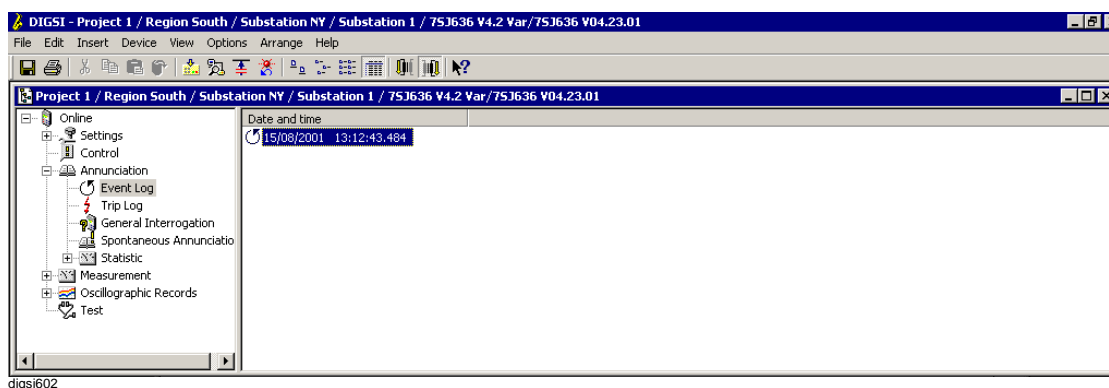 DIGSI - Project 1 / Region South / Substation NY / Substation 1 / 7SJ636 V4.2 Var/7SJ636 V04.23.01
File Edit Insert Device View Options Arrange Help
Project 1 / Region South / Substation NY / Substation 1 / 7SJ636 V4.2 Var/7SJ636 V04.23.01
Online
Settings
Control
Annunciation
Event Log
Trip Log
General Interrogation
Spontaneous Annunciatio
Statistic
Measurement
Oscillographic Records
Test
Date and time
15/08/2001 13:12:43.484
digsi602